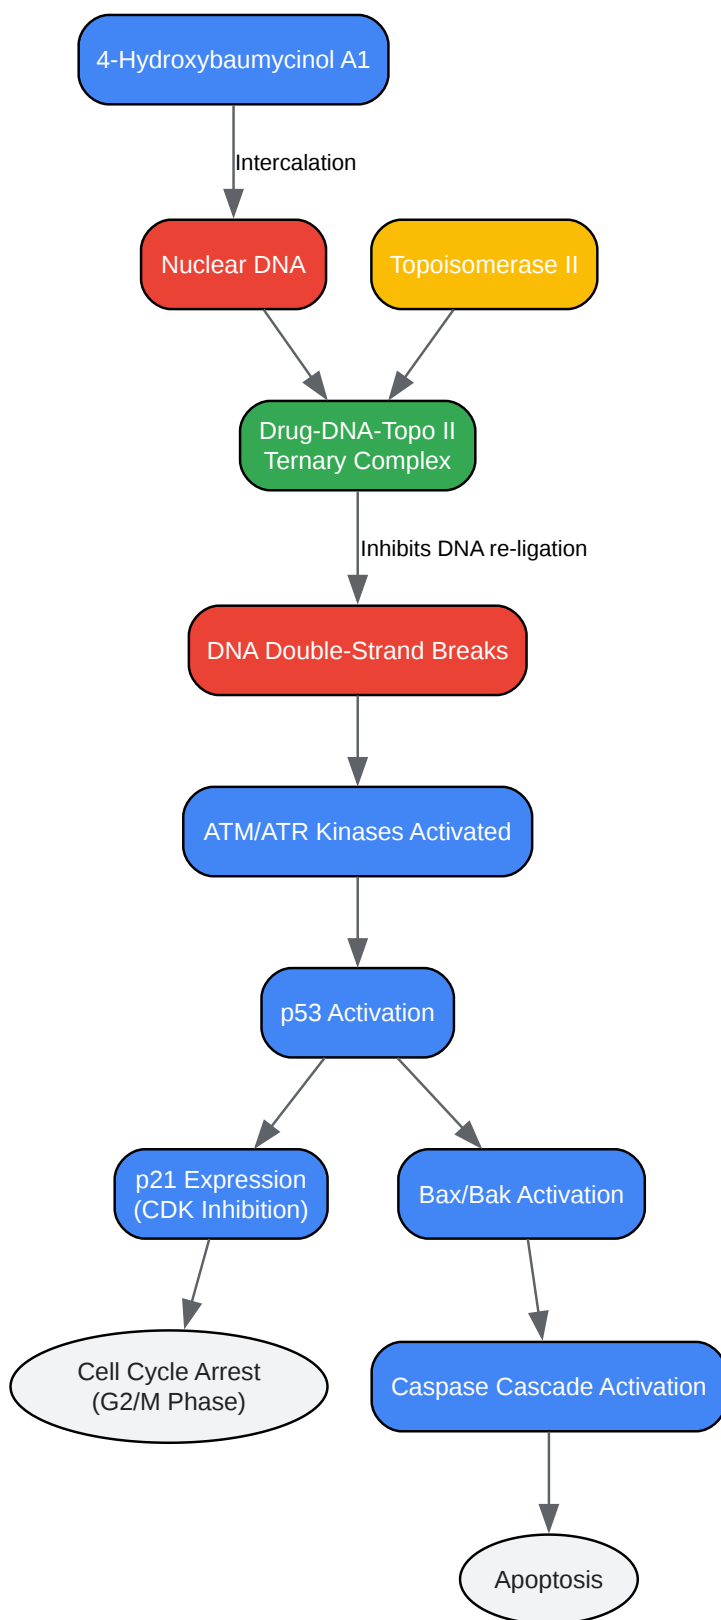 4-Hydroxybaumycinol A1
Intercalation
Nuclear DNA
Topoisomerase II
Drug-DNA-Topo II
Ternary Complex
Inhibits DNA re-ligation
DNA Double-Strand Breaks
ATM/ATR Kinases Activated
p53 Activation
p21 Expression
(CDK Inhibition)
Bax/Bak Activation
Cell Cycle Arrest
(G2/M Phase)
Caspase Cascade Activation
Apoptosis